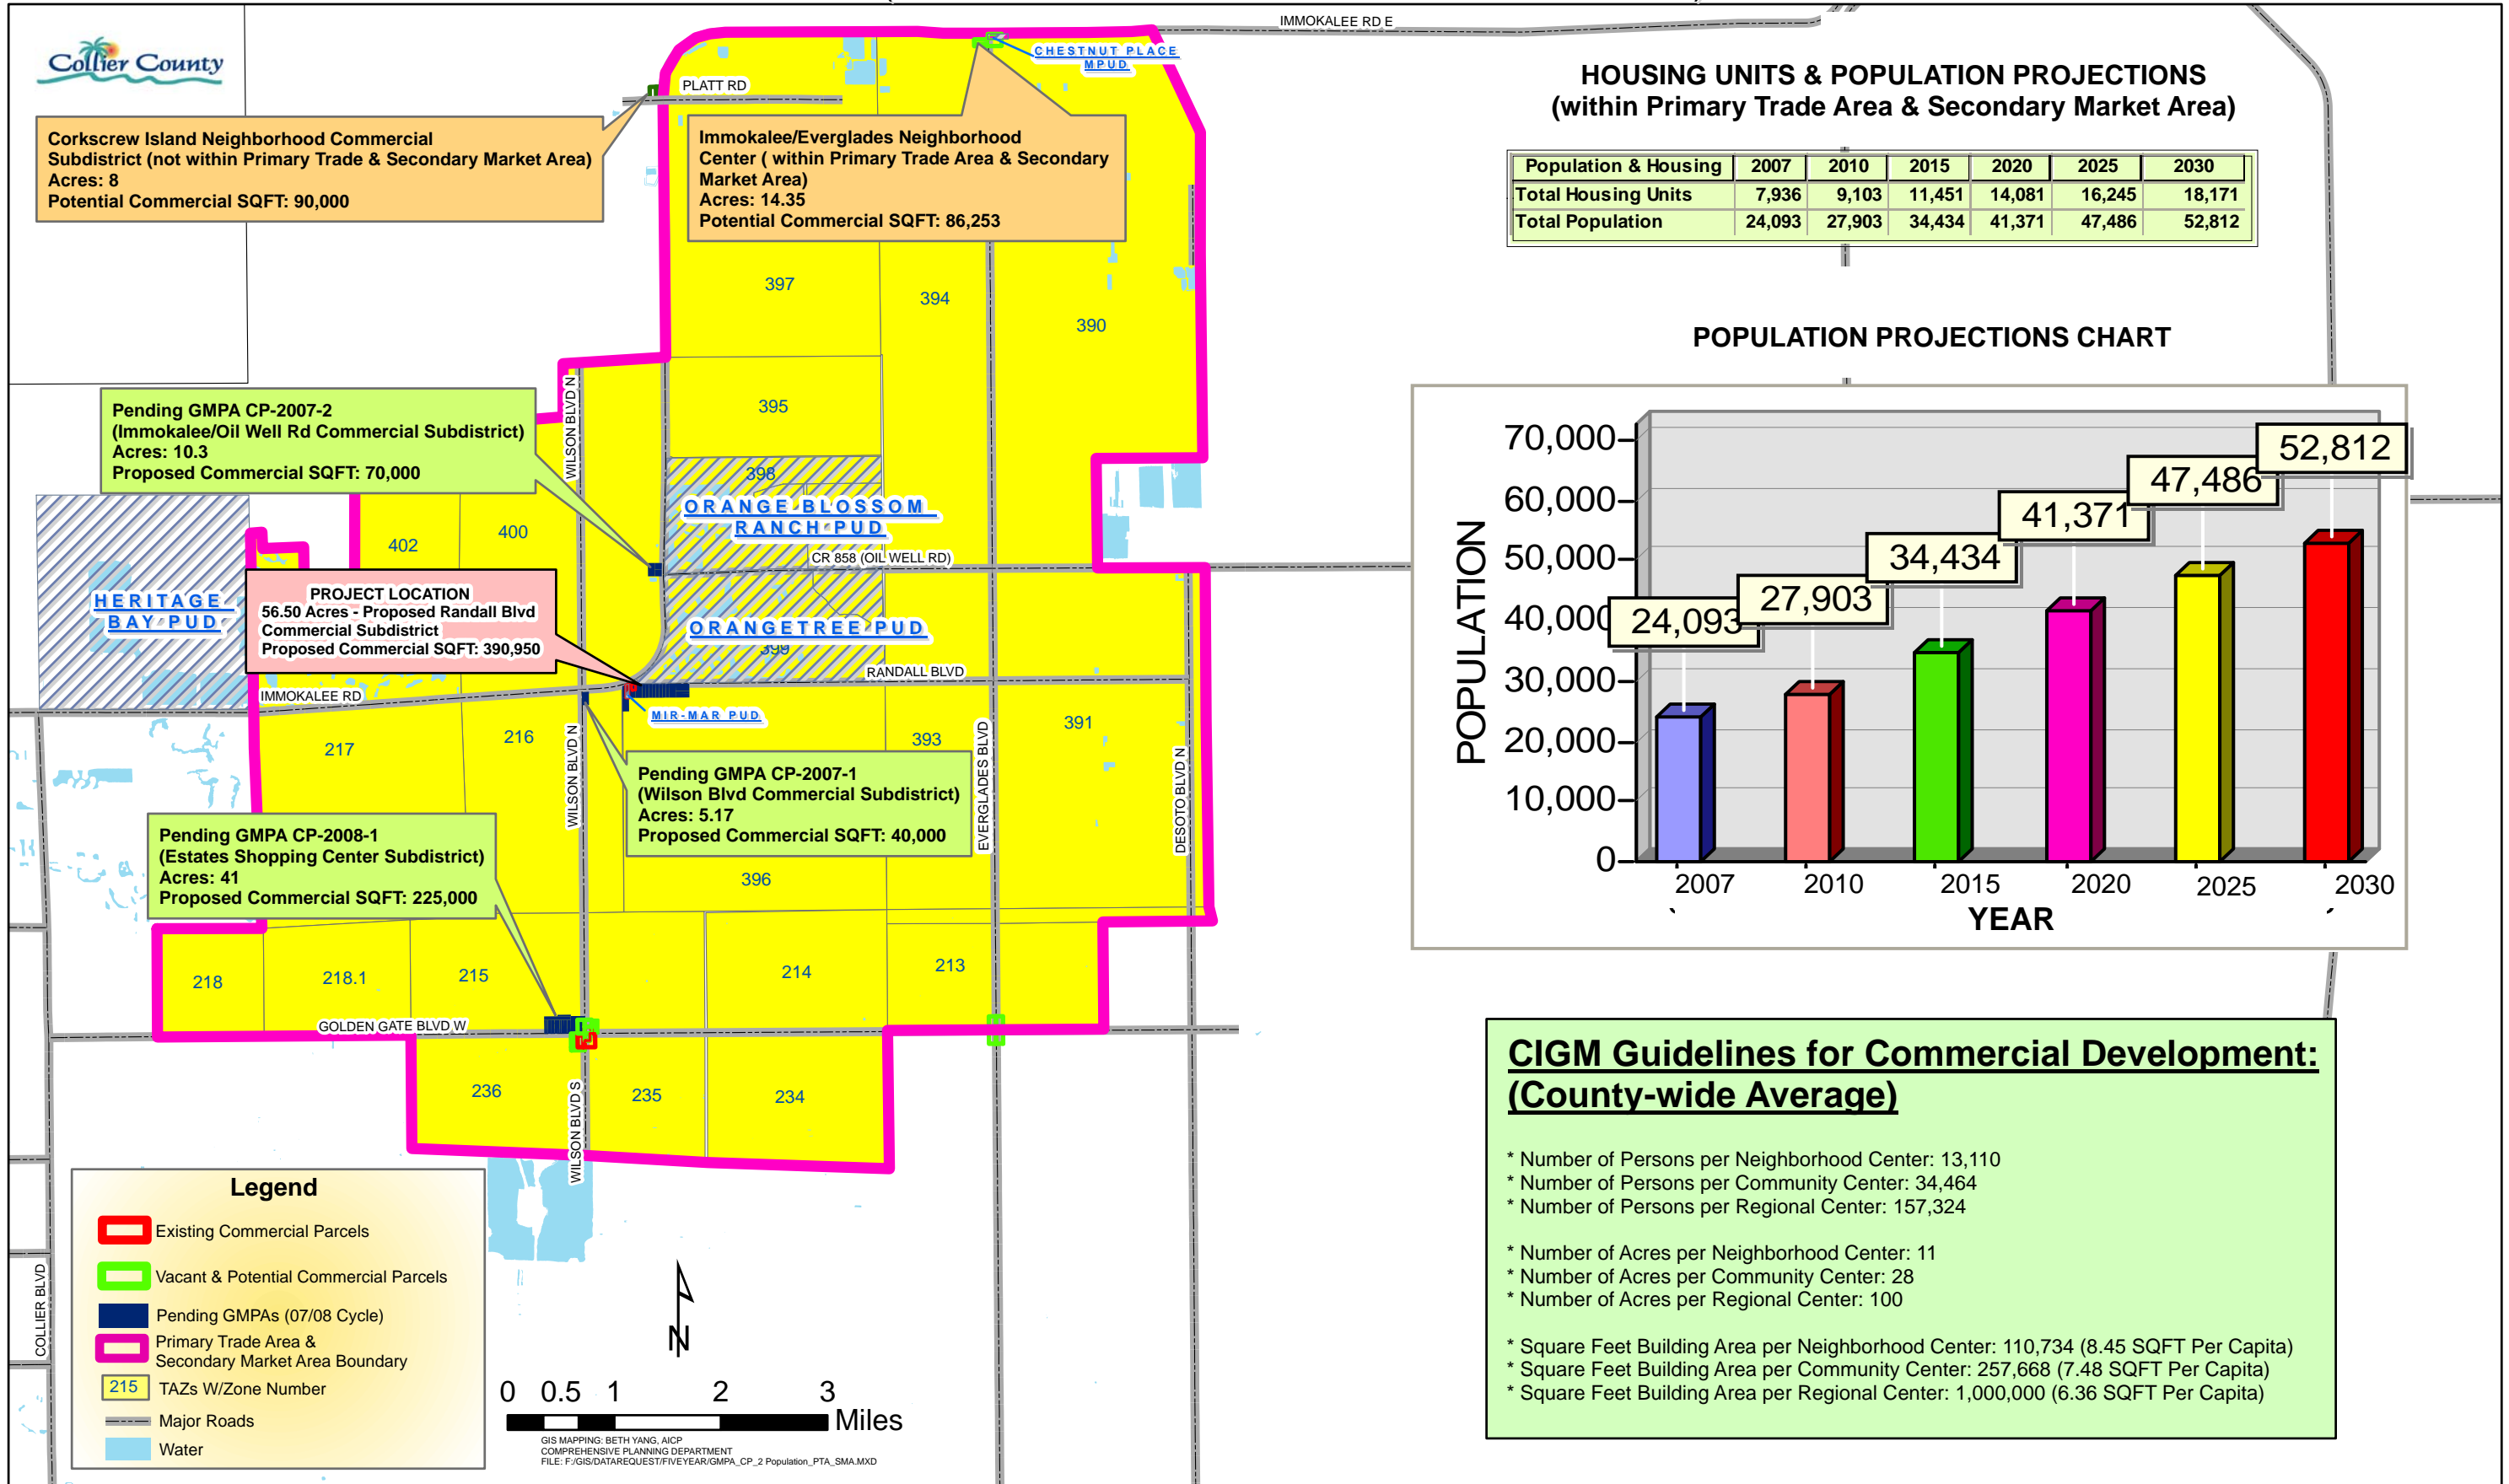 IMMOKALEE RD E
Collier County
CHESTNUT PLACE
MPUD
PLATT RD
Corkscrew Island Neighborhood Commercial
Subdistrict (not within Primary Trade & Secondary Market Area)
Acres: 8
Potential Commercial SQFT: 90,000
Immokalee/Everglades Neighborhood
Center ( within Primary Trade Area & Secondary
Market Area)
Acres: 14.35
Potential Commercial SQFT: 86,253
397
394
390
395
398
WILSON BLVD N
Pending GMPA CP-2007-2
(Immokalee/Oil Well Rd Commercial Subdistrict)
Acres: 10.3
Proposed Commercial SQFT: 70,000
ORANGE BLOSSOM
RANCH PUD
402
400
CR 858 (OIL WELL RD)
HERITAGE
BAY PUD
PROJECT LOCATION
56.50 Acres - Proposed Randall Blvd
Commercial Subdistrict
Proposed Commercial SQFT: 390,950
ORANGETREE PUD
399
RANDALL BLVD
IMMOKALEE RD
MIR-MAR PUD
217
216
393
391
WILSON BLVD N
EVERGLADES BLVD
DESOTO BLVD N
Pending GMPA CP-2007-1
(Wilson Blvd Commercial Subdistrict)
Acres: 5.17
Proposed Commercial SQFT: 40,000
Pending GMPA CP-2008-1
(Estates Shopping Center Subdistrict)
Acres: 41
Proposed Commercial SQFT: 225,000
396
218
218.1
215
214
213
GOLDEN GATE BLVD W
236
235
234
WILSON BLVD S
COLLIER BLVD
Legend
Existing Commercial Parcels
Vacant & Potential Commercial Parcels
Pending GMPAs (07/08 Cycle)
Primary Trade Area &
Secondary Market Area Boundary
215 TAZs W/Zone Number
Major Roads
Water
N
0 0.5 1 2 3
Miles
GIS MAPPING: BETH YANG, AICP
COMPREHENSIVE PLANNING DEPARTMENT
FILE: F:/GIS/DATAREQUEST/FIVEYEAR/GMPA_CP_2 Population_PTA_SMA.MXD
HOUSING UNITS & POPULATION PROJECTIONS
(within Primary Trade Area & Secondary Market Area)
Population & Housing 2007 2010 2015 2020 2025 2030
Total Housing Units 7,936 9,103 11,451 14,081 16,245 18,171
Total Population 24,093 27,903 34,434 41,371 47,486 52,812
POPULATION PROJECTIONS CHART
POPULATION
70,000
60,000
50,000
40,000
30,000
20,000
10,000
0
24,093
27,903
34,434
41,371
47,486
52,812
2007 2010 2015 2020 2025 2030
YEAR
CIGM Guidelines for Commercial Development:
(County-wide Average)
* Number of Persons per Neighborhood Center: 13,110
* Number of Persons per Community Center: 34,464
* Number of Persons per Regional Center: 157,324
* Number of Acres per Neighborhood Center: 11
* Number of Acres per Community Center: 28
* Number of Acres per Regional Center: 100
* Square Feet Building Area per Neighborhood Center: 110,734 (8.45 SQFT Per Capita)
* Square Feet Building Area per Community Center: 257,668 (7.48 SQFT Per Capita)
* Square Feet Building Area per Regional Center: 1,000,000 (6.36 SQFT Per Capita)